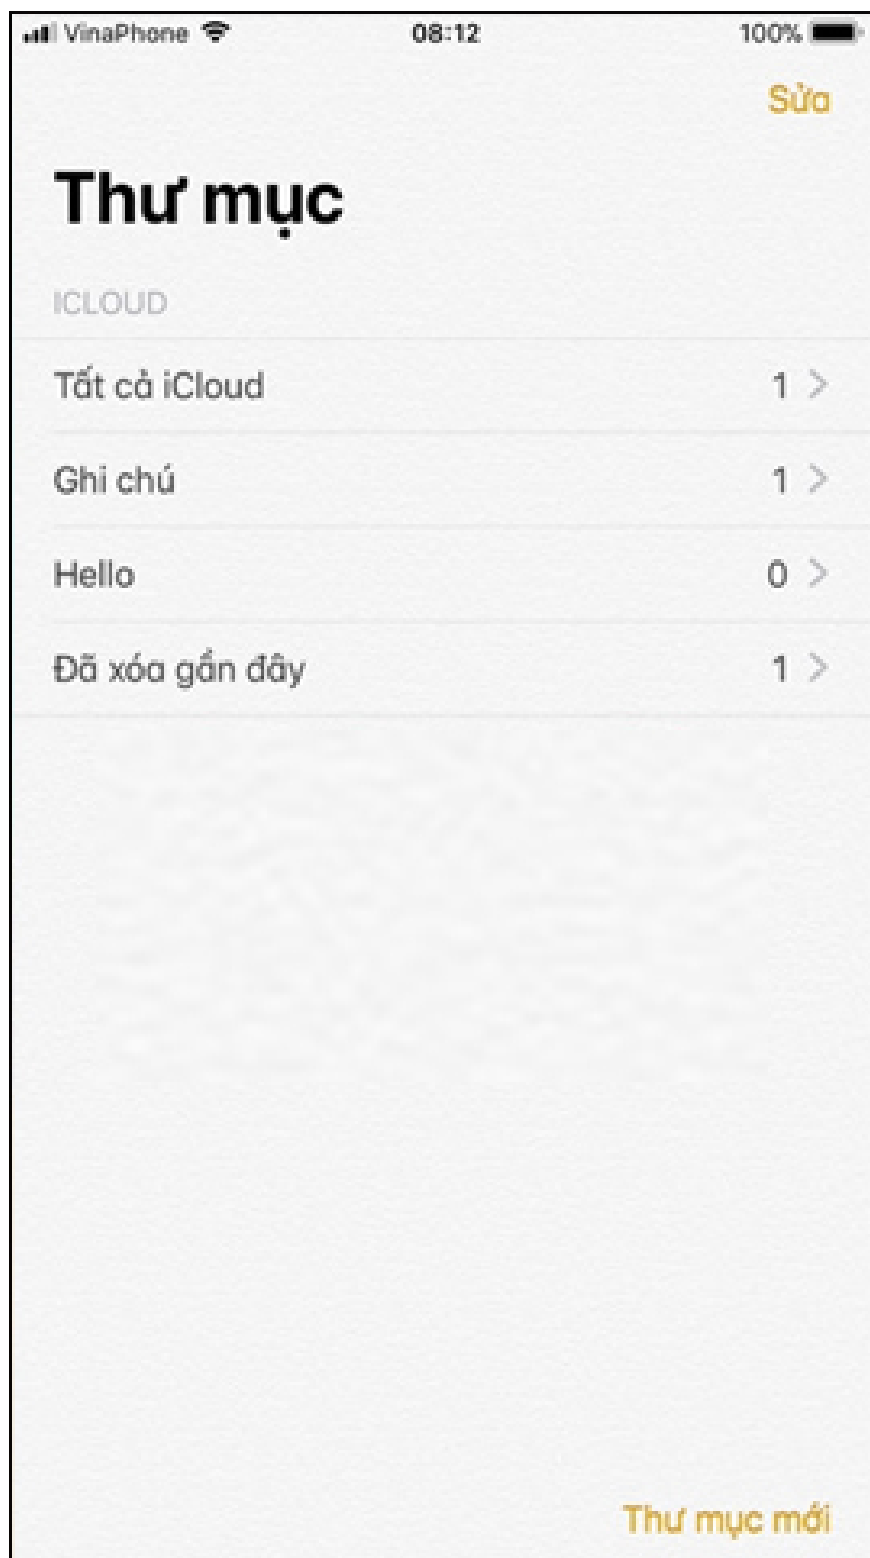 VinaPhone 08:12 100%
Sửa
Thư mục
ICLOUD
Tất cả iCloud 1
Ghi chú 1
Hello 0
Đã xóa gần đây 1
Thư mục mới